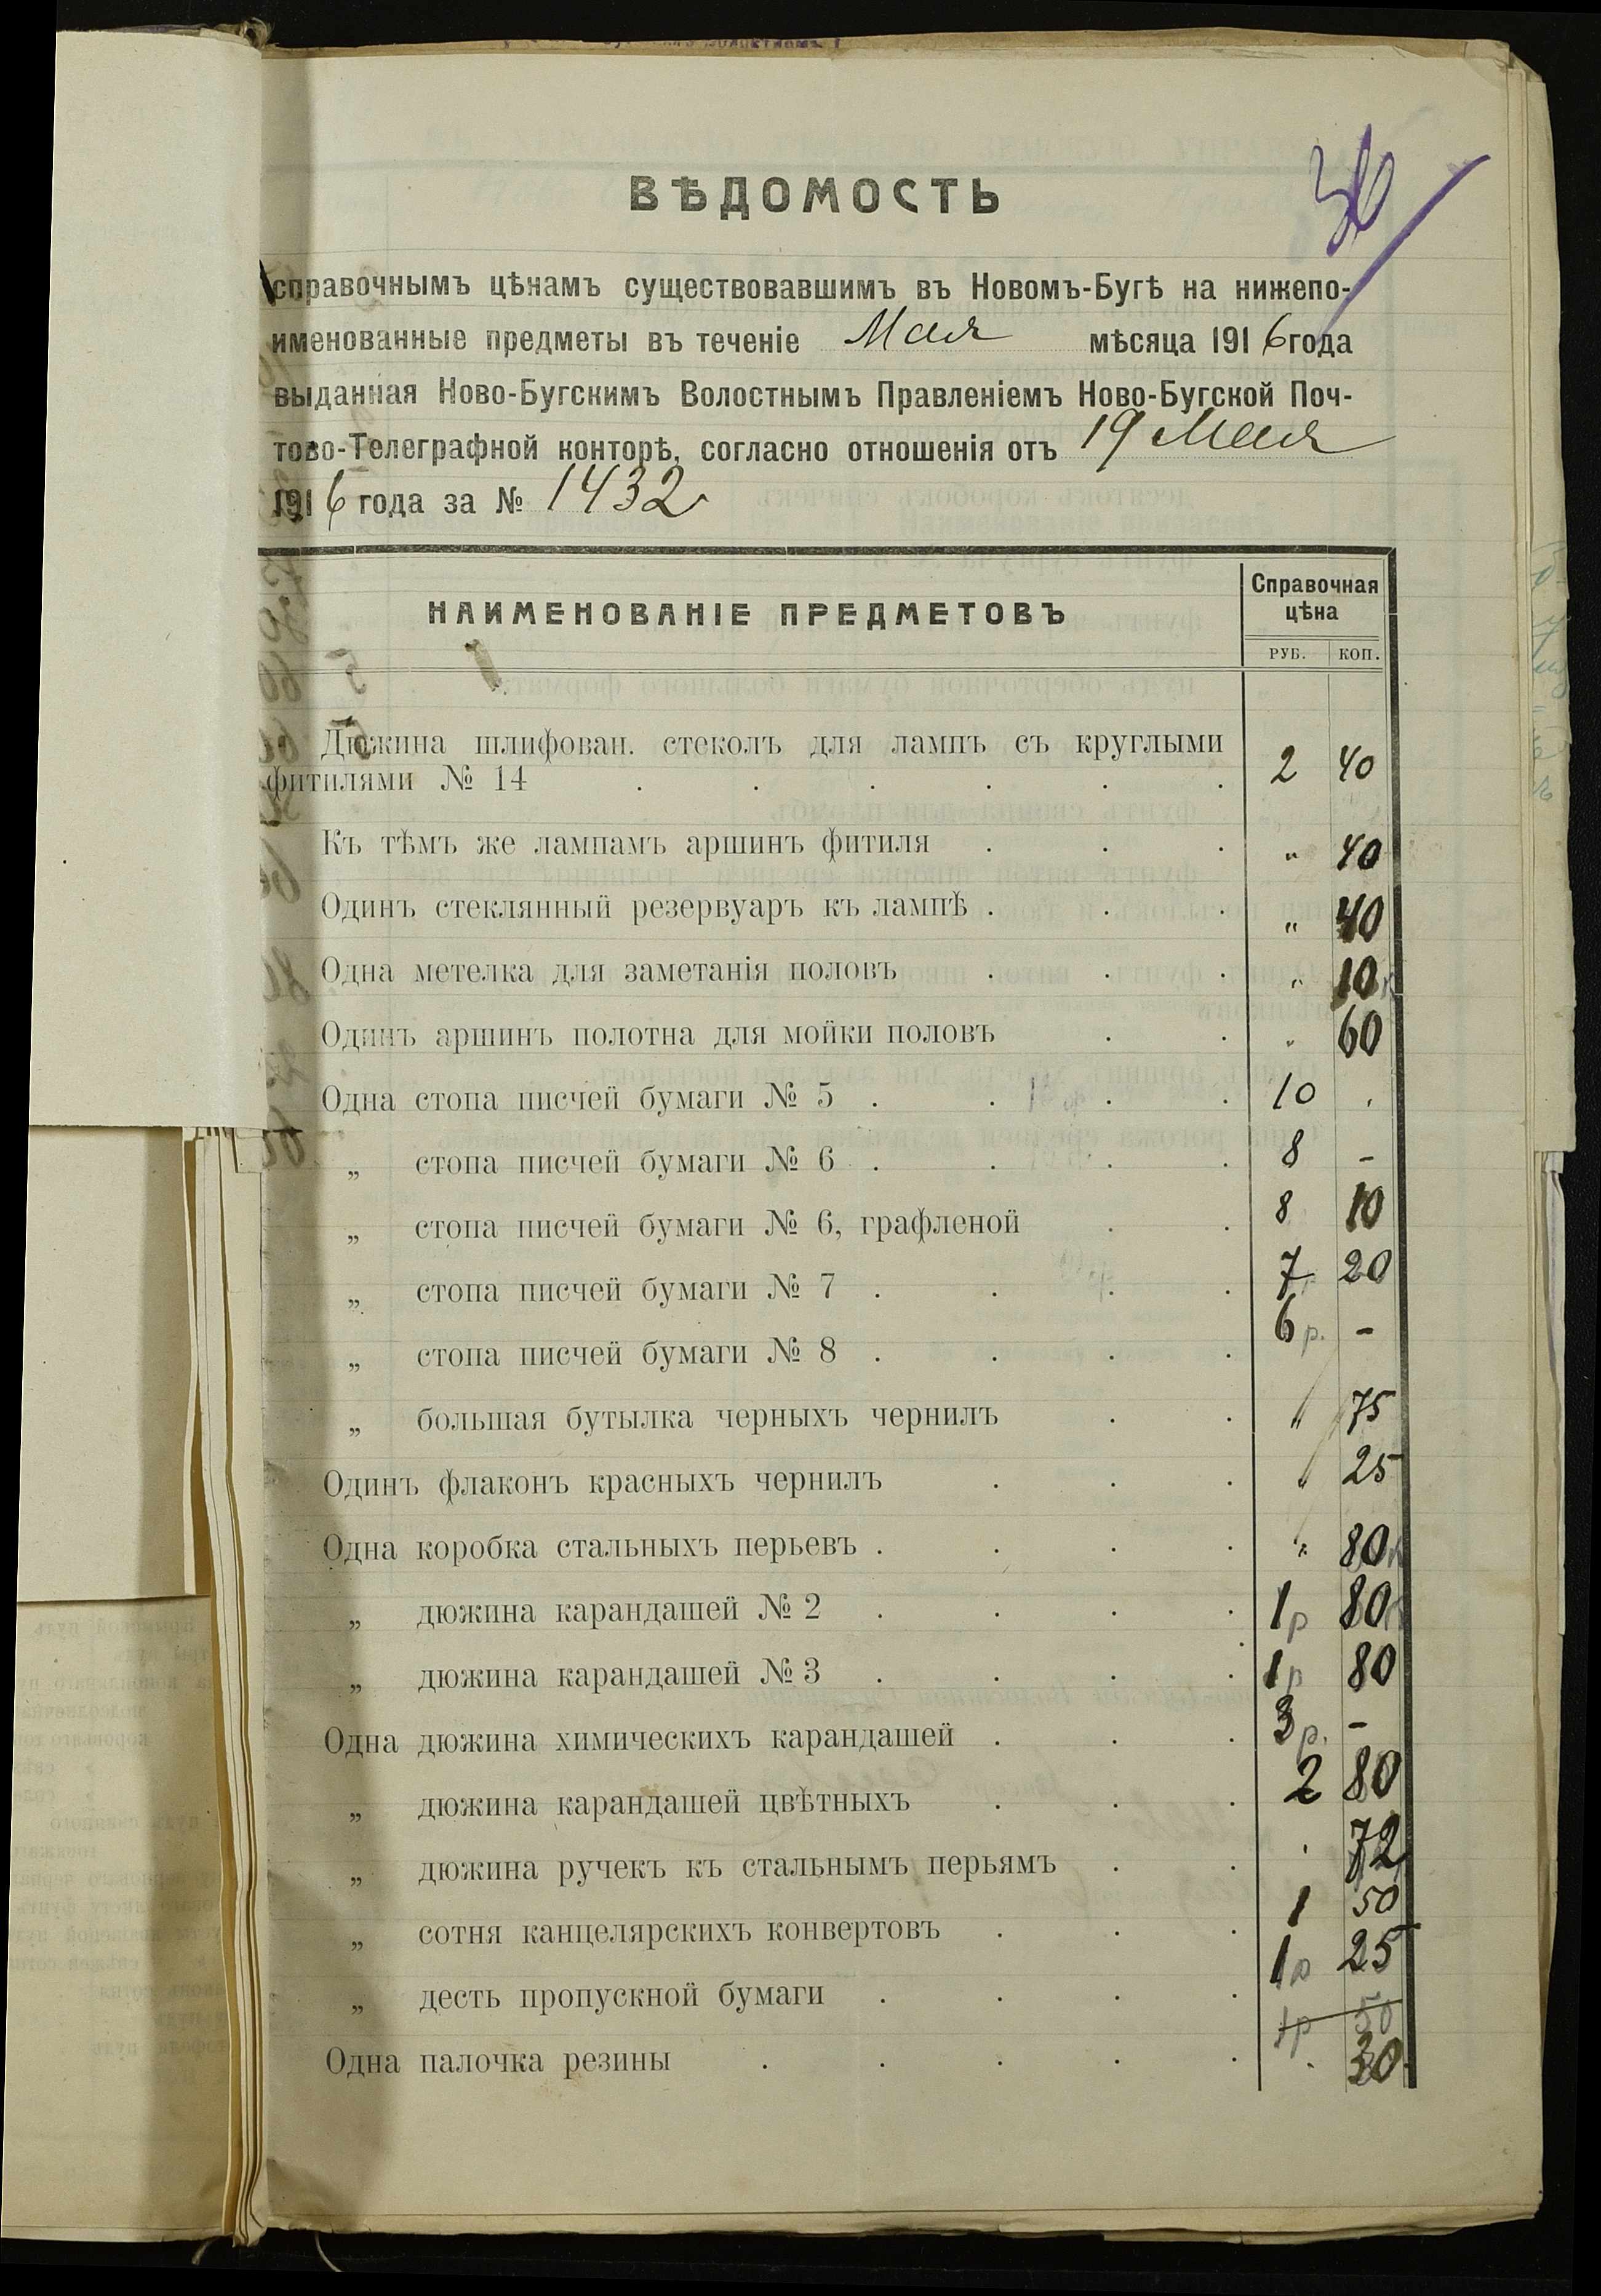 ВѢДОМОСТЬ
справочнымъ цѣнамъ существовавшимъ въ Новомъ-Бугѣ на нижепо-
именованные предметы въ теченіе Мая мѣсяца 1916 года
выданная Ново-Бугскимъ Волостнымъ Правленіемъ Ново-Бугской Поч-
тово-Телеграфной конторѣ, согласно отношенія отъ 19 Мая
1916 года за № 1432
НАИМЕНОВАНІЕ ПРЕДМЕТОВЪ Справочная цѣна
РУБ. КОП.
Дюжина шлифован. стеколъ для лампъ съ круглыми
фитилями № 14 . . . . . . 2 40
Къ тѣмъ же лампамъ аршинъ фитиля . . . „ 40
Одинъ стеклянный резервуаръ къ лампѣ . . . „ 40
Одна метелка для заметанія половъ . . . „ 10к
Одинъ аршинъ полотна для мойки половъ . . „ 60
Одна стопа писчей бумаги № 5 . . . . 10 .
„ стопа писчей бумаги № 6 . . . . 8 -
„ стопа писчей бумаги № 6, графленой . . 8 10
„ стопа писчей бумаги № 7 . . . . 7р 20
„ стопа писчей бумаги № 8 . . . . 6р. -
„ большая бутылка черныхъ чернилъ . . „ 75
Одинъ флаконъ красныхъ чернилъ . . . „ 25
Одна коробка стальныхъ перьевъ . . . . „ 80к
„ дюжина карандашей № 2 . . . . 1р 80к
„ дюжина карандашей № 3 . . . . 1р 80
Одна дюжина химическихъ карандашей . . . 3р. -
„ дюжина карандашей цвѣтныхъ . . . 2 80
„ дюжина ручекъ къ стальнымъ перьямъ . . . 72
„ сотня канцелярскихъ конвертовъ . . . 1 50
„ десть пропускной бумаги . . . . 1р 25
1р 50
Одна палочка резины . . . . . . 30